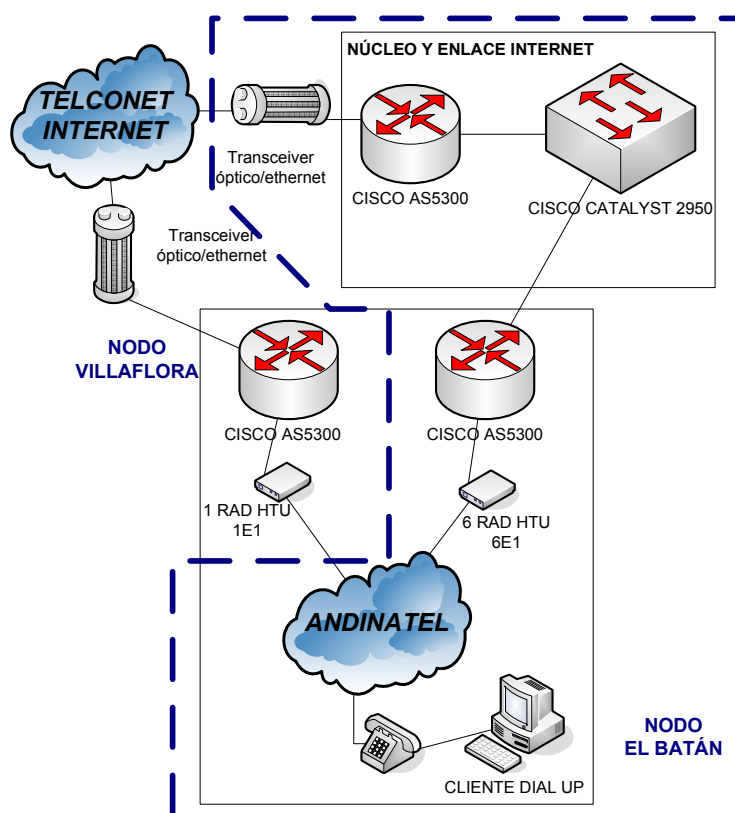 NÚCLEO Y ENLACE INTERNET
TELCONET
INTERNET
Transceiver
óptico/ethernet
CISCO AS5300
CISCO CATALYST 2950
Transceiver
óptico/ethernet
NODO
VILLAFLORA
CISCO AS5300
CISCO AS5300
1 RAD HTU
1E1
6 RAD HTU
6E1
ANDINATEL
NODO
EL BATÁN
CLIENTE DIAL UP